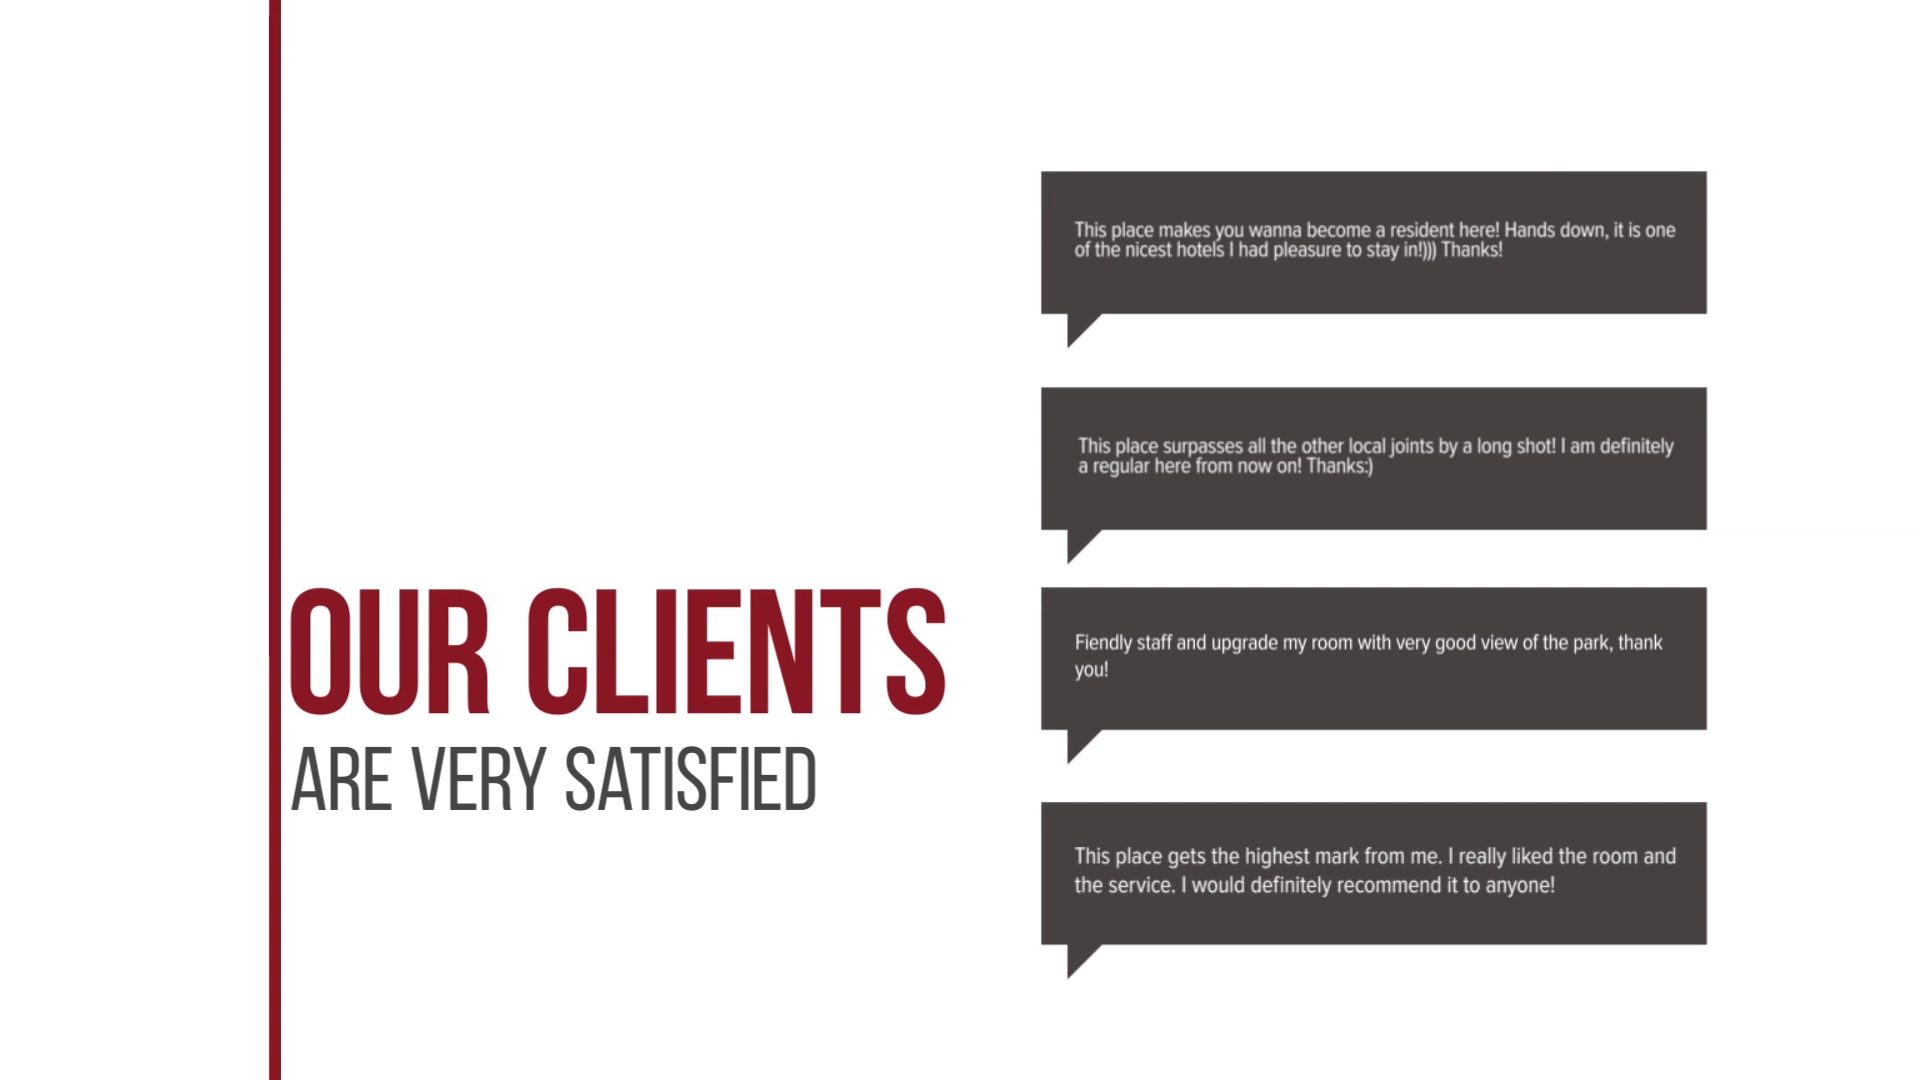 OUR CLIENTS
ARE VERY SATISFIED
This place makes you wanna become a resident here! Hands down, it is one
of the nicest hotels I had pleasure to stay in!))) Thanks!
This place surpasses all the other local joints by a long shot! I am definitely
a regular here from now on! Thanks:)
Fiendly staff and upgrade my room with very good view of the park, thank
you!
This place gets the highest mark from me. I really liked the room and
the service. I would definitely recommend it to anyone!